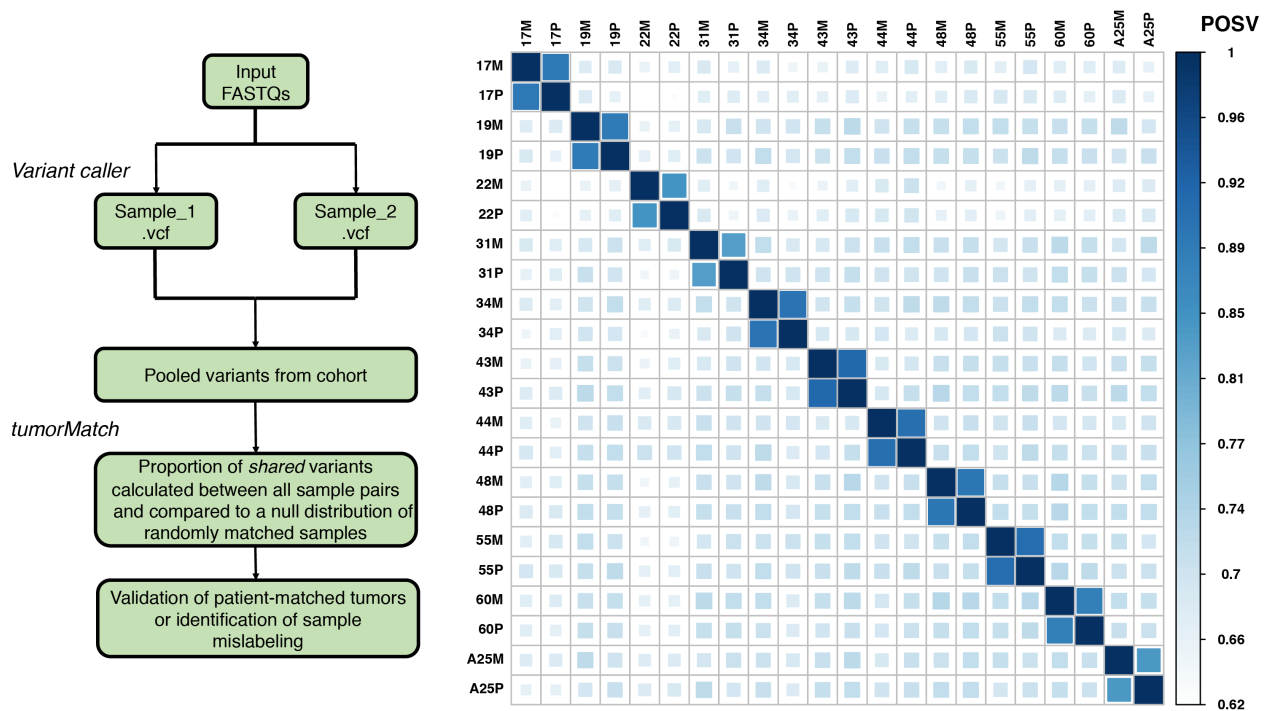 Input
FASTQs
Variant caller
Sample_1
.vcf
Sample_2
.vcf
Pooled variants from cohort
tumorMatch
Proportion of shared variants
calculated between all sample pairs
and compared to a null distribution of
randomly matched samples
Validation of patient-matched tumors
or identification of sample
mislabeling
17M 17P 19M 19P 22M 22P 31M 31P 34M 34P 43M 43P 44M 44P 48M 48P 55M 55P 60M 60P A25M A25P
17M
17P
19M
19P
22M
22P
31M
31P
34M
34P
43M
43P
44M
44P
48M
48P
55M
55P
60M
60P
A25M
A25P
POSV
1
0.96
0.92
0.89
0.85
0.81
0.77
0.74
0.7
0.66
0.62